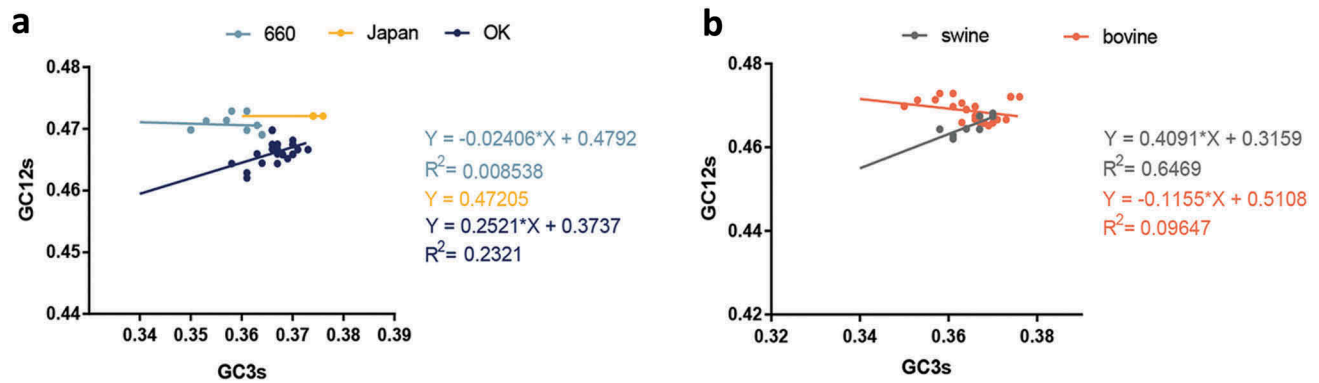 a
660 Japan OK
0.48
0.47
0.46
0.45
0.44
GC12s
0.34 0.35 0.36 0.37 0.38 0.39
GC3s
Y = -0.02406*X + 0.4792
R2= 0.008538
Y = 0.47205
Y = 0.2521*X + 0.3737
R2= 0.2321
b
swine bovine
0.48
0.46
0.44
0.42
GC12s
0.32 0.34 0.36 0.38
GC3s
Y = 0.4091*X + 0.3159
R2= 0.6469
Y = -0.1155*X + 0.5108
R2= 0.09647